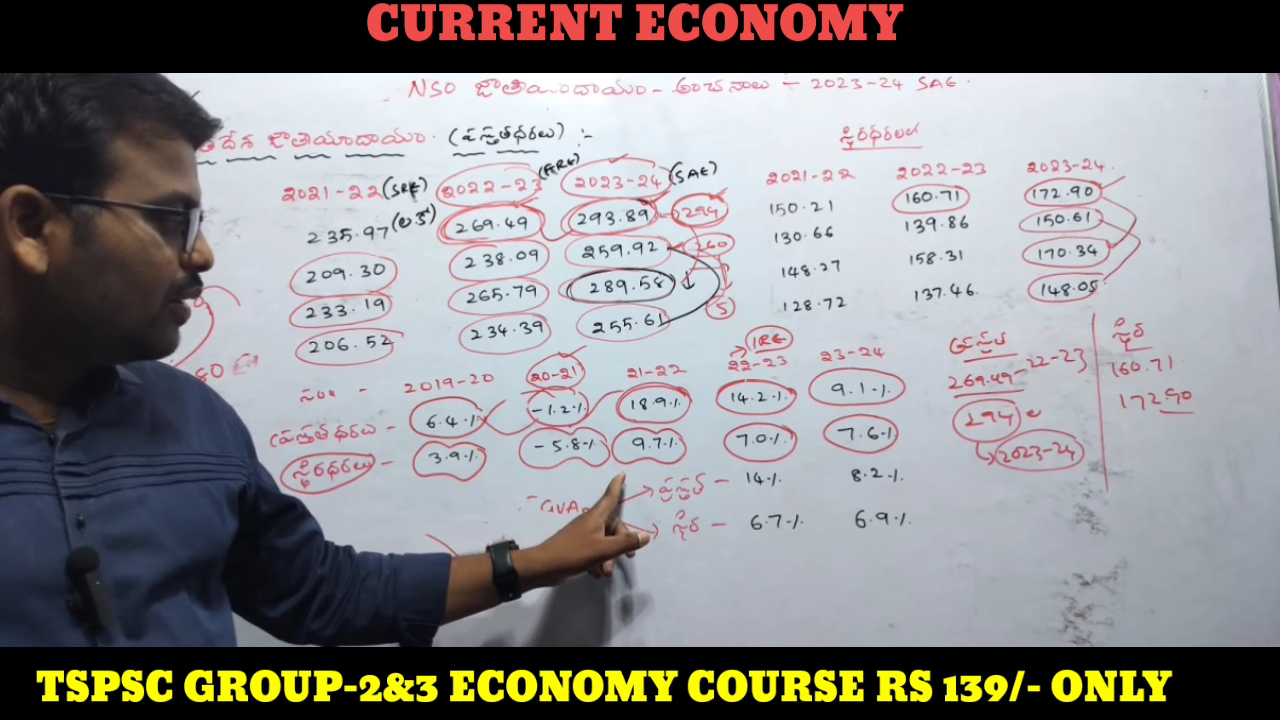 CURRENT ECONOMY
NSO జాతీయాదాయం - అంచనాలు - 2023-24 SAE.
దేశ జాతీయాదాయం. (ప్రస్తుతధరలు) :-
స్థిరధరలలో
2021-22 (SRE) 2022-23 (FRE) 2023-24 (SAE) 2021-22 2022-23 2023-24
235.97 (ల.కో) 269.49 293.89 294 150.21 160.71 172.90
209.30 238.09 259.92 260 130.66 139.86 150.61
233.19 265.79 289.58 ↓ 5 148.27 158.31 170.34
206.52 234.39 255.61 128.72 137.46 148.05
80
→ 1RE
సం॥ - 2019-20 20-21 21-22 22-23 23-24
ప్రస్తుతధరలు - 6.4% -1.2% 18.9% 14.2% 9.1%
స్థిరధరలు - 3.9% -5.8% 9.7% 7.0% 7.6%
GVA → ప్రస్తుత - 14% 8.2%
→ స్థిర - 6.7% 6.9%
ప్రస్తుత
269.49 - 22-23
294 ల
2023-24
స్థిర
160.71
172.90
TSPSC GROUP-2&3 ECONOMY COURSE RS 139/- ONLY